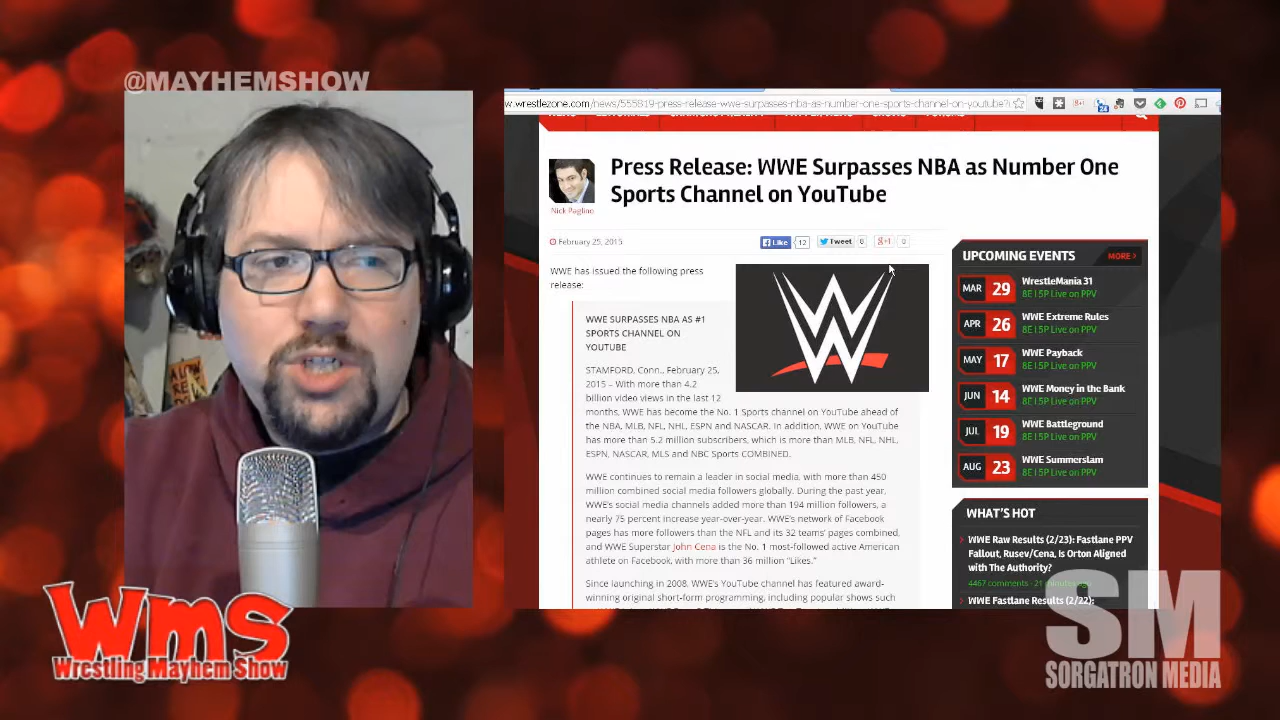 @MAYHEMSHOW
w.wrestlezone.com/news/555819-press-release-wwe-surpasses-nba-as-number-one-sports-channel-on-youtube?
Press Release: WWE Surpasses NBA as Number One
Sports Channel on YouTube
Nick Paglino
February 25, 2015
Like 12 Tweet 8 g+1 0
WWE has issued the following press
release:
WWE SURPASSES NBA AS #1
SPORTS CHANNEL ON
YOUTUBE
STAMFORD, Conn., February 25,
2015 – With more than 4.2
billion video views in the last 12
months, WWE has become the No. 1 Sports channel on YouTube ahead of
the NBA, MLB, NFL, NHL, ESPN and NASCAR. In addition, WWE on YouTube
has more than 5.2 million subscribers, which is more than MLB, NFL, NHL,
ESPN, NASCAR, MLS and NBC Sports COMBINED.
WWE continues to remain a leader in social media, with more than 450
million combined social media followers globally. During the past year,
WWE's social media channels added more than 194 million followers, a
nearly 75 percent increase year-over-year. WWE's network of Facebook
pages has more followers than the NFL and its 32 teams' pages combined,
and WWE Superstar John Cena is the No. 1 most-followed active American
athlete on Facebook, with more than 36 million "Likes."
Since launching in 2008, WWE's YouTube channel has featured award-
winning original short-form programming, including popular shows such
UPCOMING EVENTS MORE >
MAR 29 WrestleMania 31
8E | 5P Live on PPV
APR 26 WWE Extreme Rules
8E | 5P Live on PPV
MAY 17 WWE Payback
8E | 5P Live on PPV
JUN 14 WWE Money in the Bank
8E | 5P Live on PPV
JUL 19 WWE Battleground
8E | 5P Live on PPV
AUG 23 WWE Summerslam
8E | 5P Live on PPV
WHAT'S HOT
WWE Raw Results (2/23): Fastlane PPV
Fallout, Rusev/Cena, Is Orton Aligned
with The Authority?
4467 comments · 21 minutes ago
WWE Fastlane Results (2/22):
wms
Wrestling Mayhem Show
SM
SORGATRON MEDIA